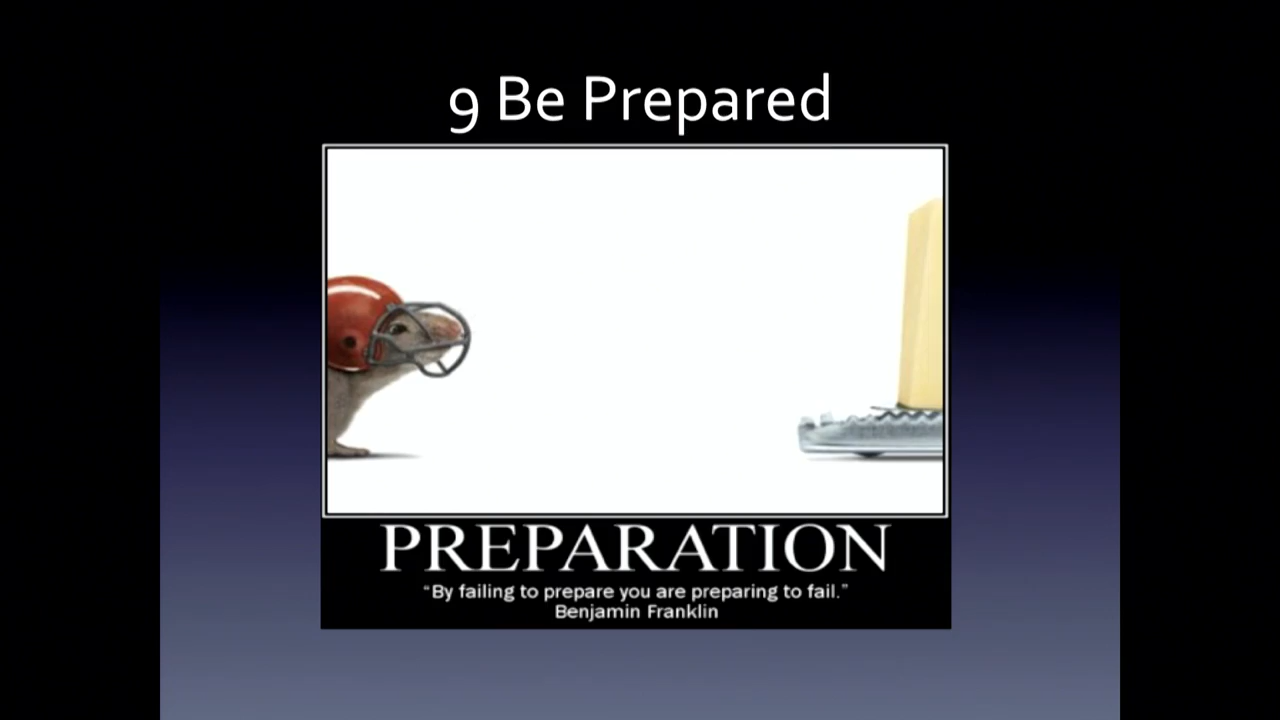 9 Be Prepared
PREPARATION
“By failing to prepare you are preparing to fail.”
Benjamin Franklin